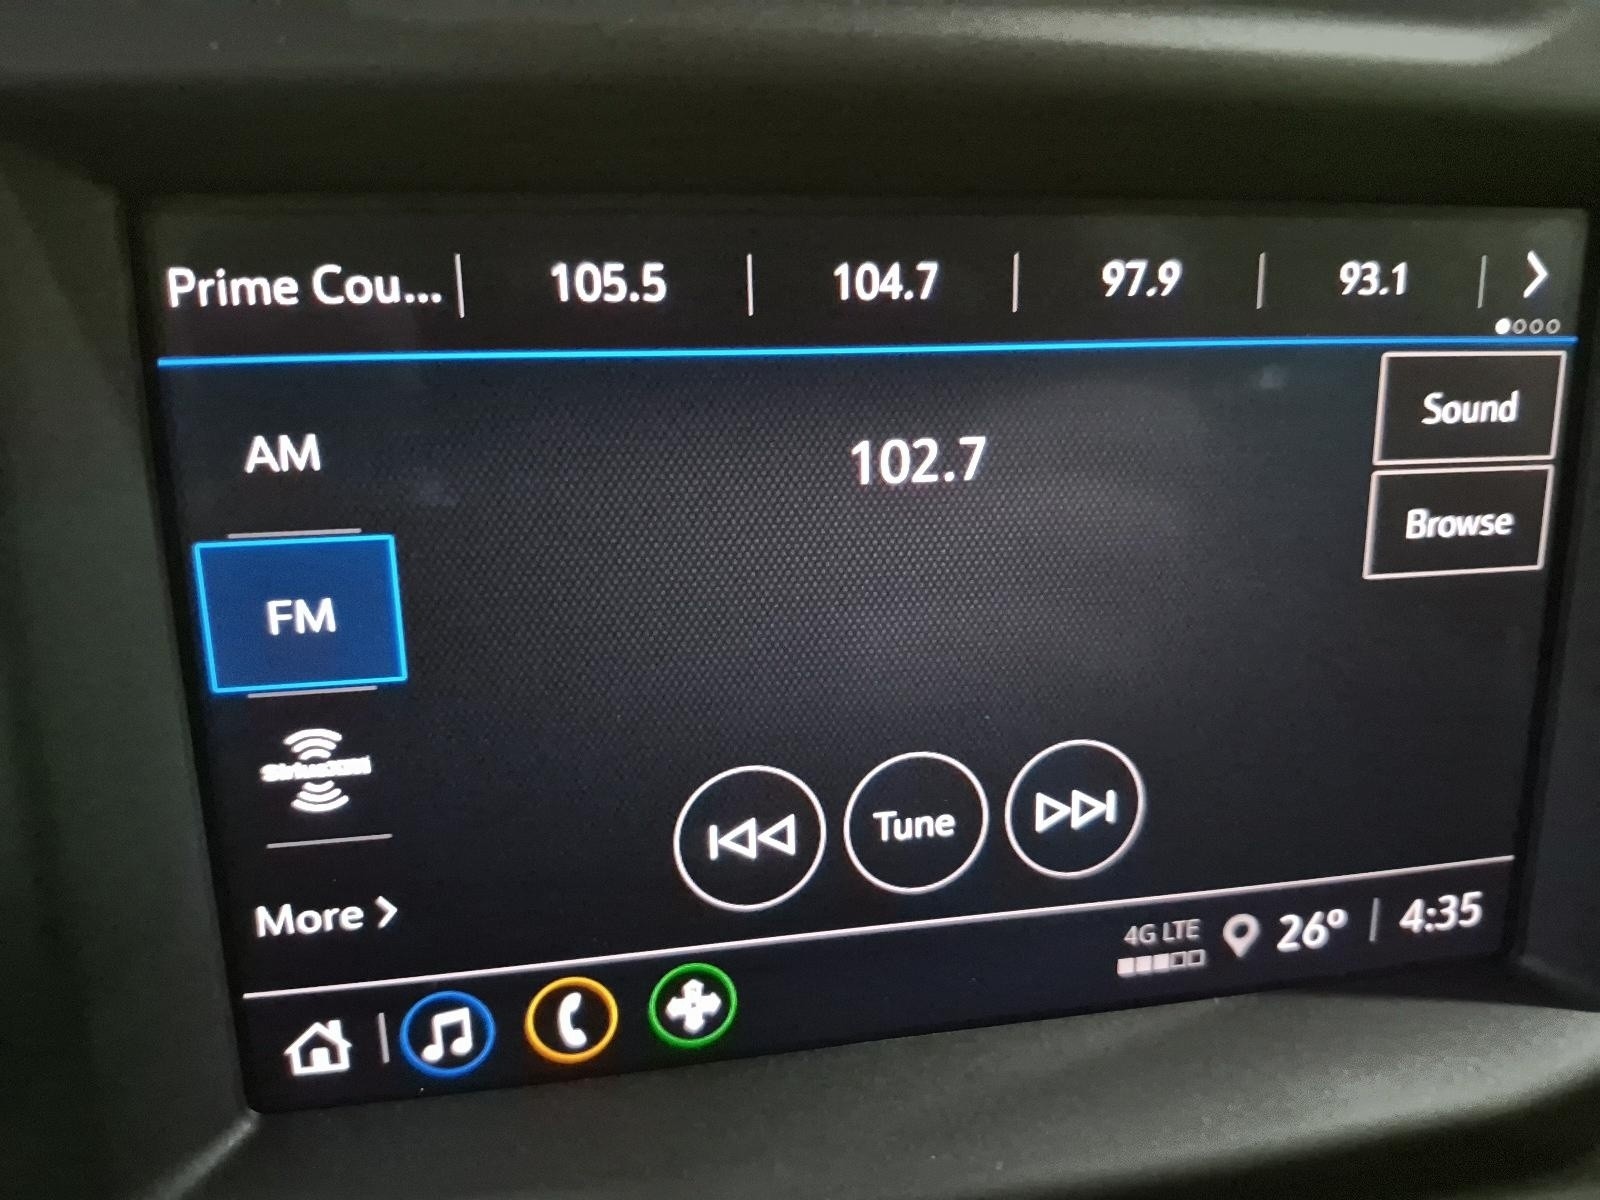 Prime Cou... | 105.5 | 104.7 | 97.9 | 93.1 |
Sound
AM
102.7
Browse
FM
SiriusXM
Tune
More >
4G LTE 26° | 4:35